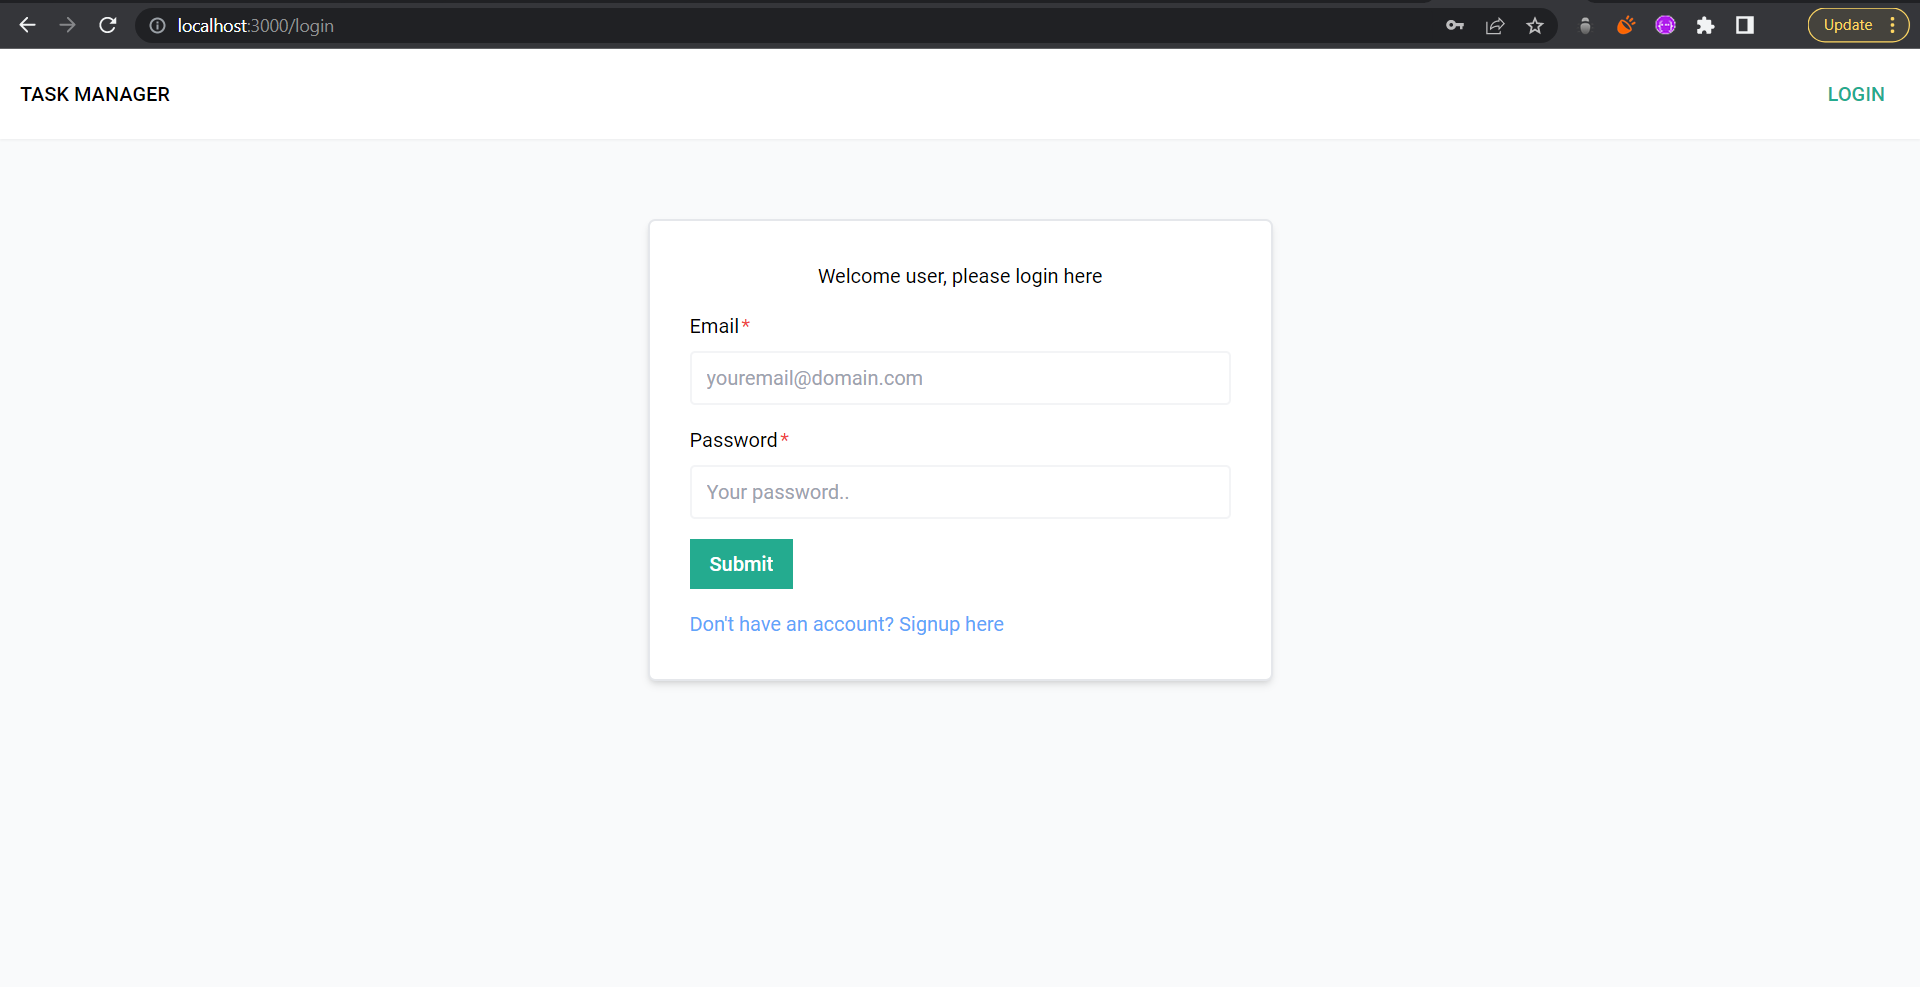 localhost:3000/login
Update
TASK MANAGER
LOGIN
Welcome user, please login here
Email*
youremail@domain.com
Password*
Your password..
Submit
Don't have an account? Signup here